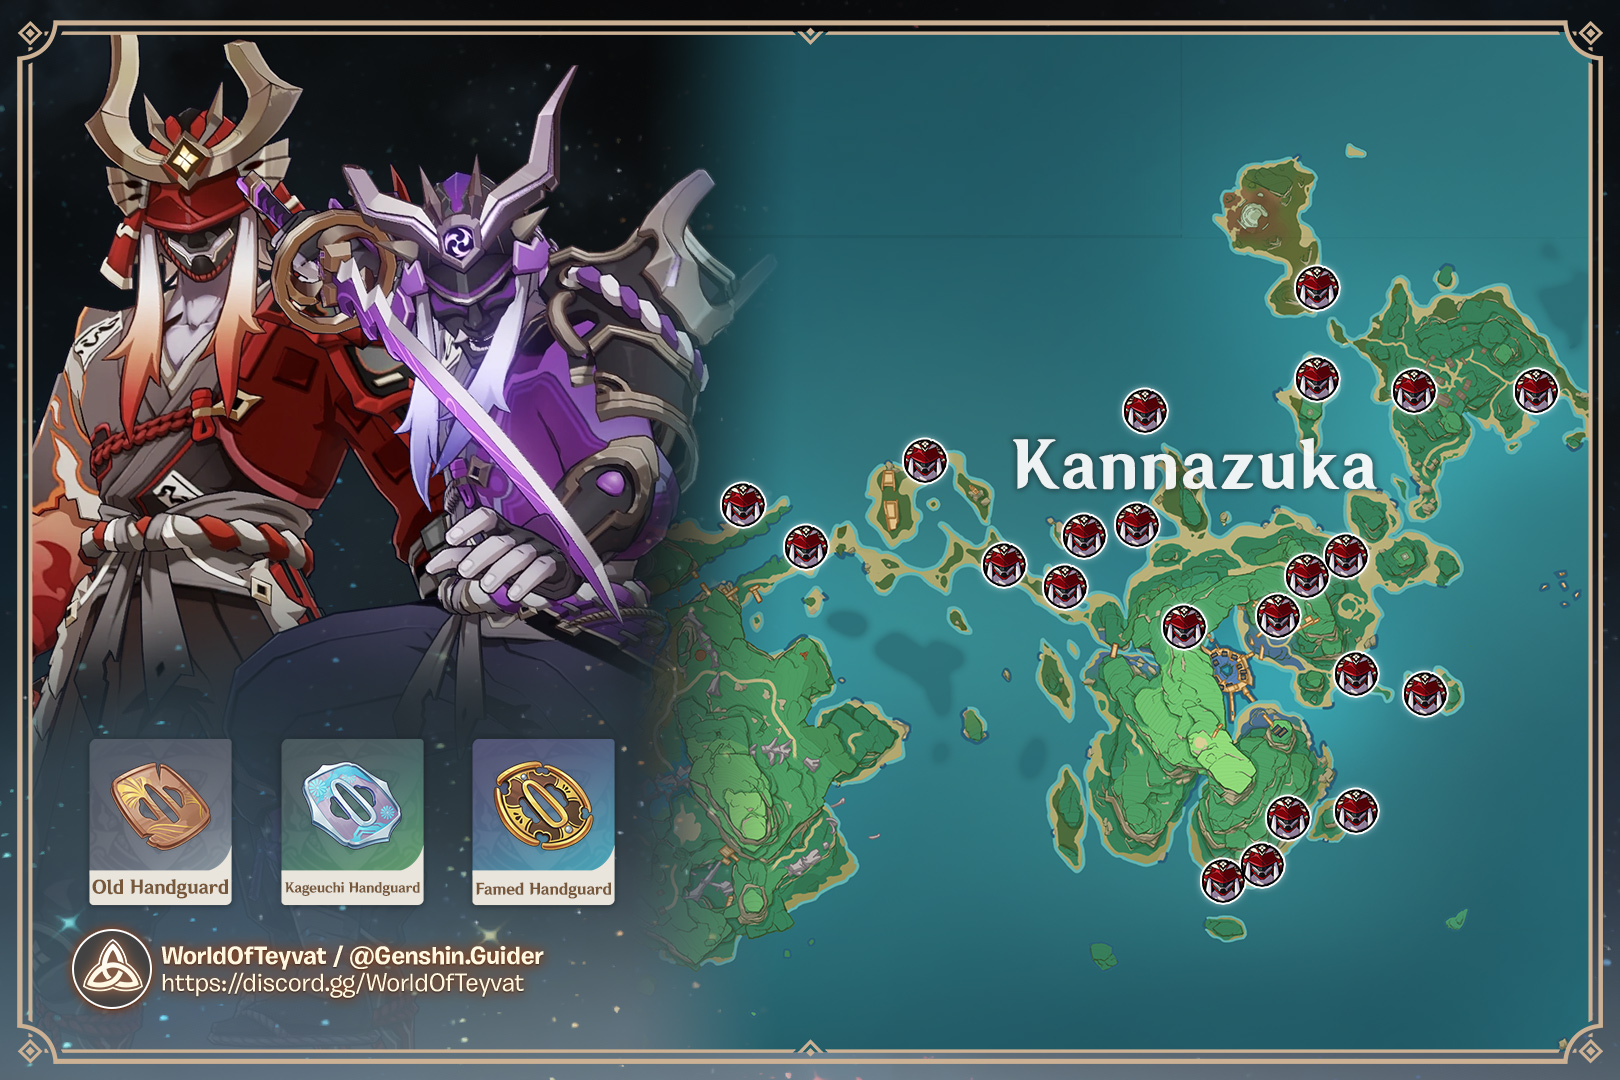 Kannazuka
Old Handguard
Kageuchi Handguard
Famed Handguard
WorldOfTeyvat / @Genshin.Guider
https://discord.gg/WorldOfTeyvat